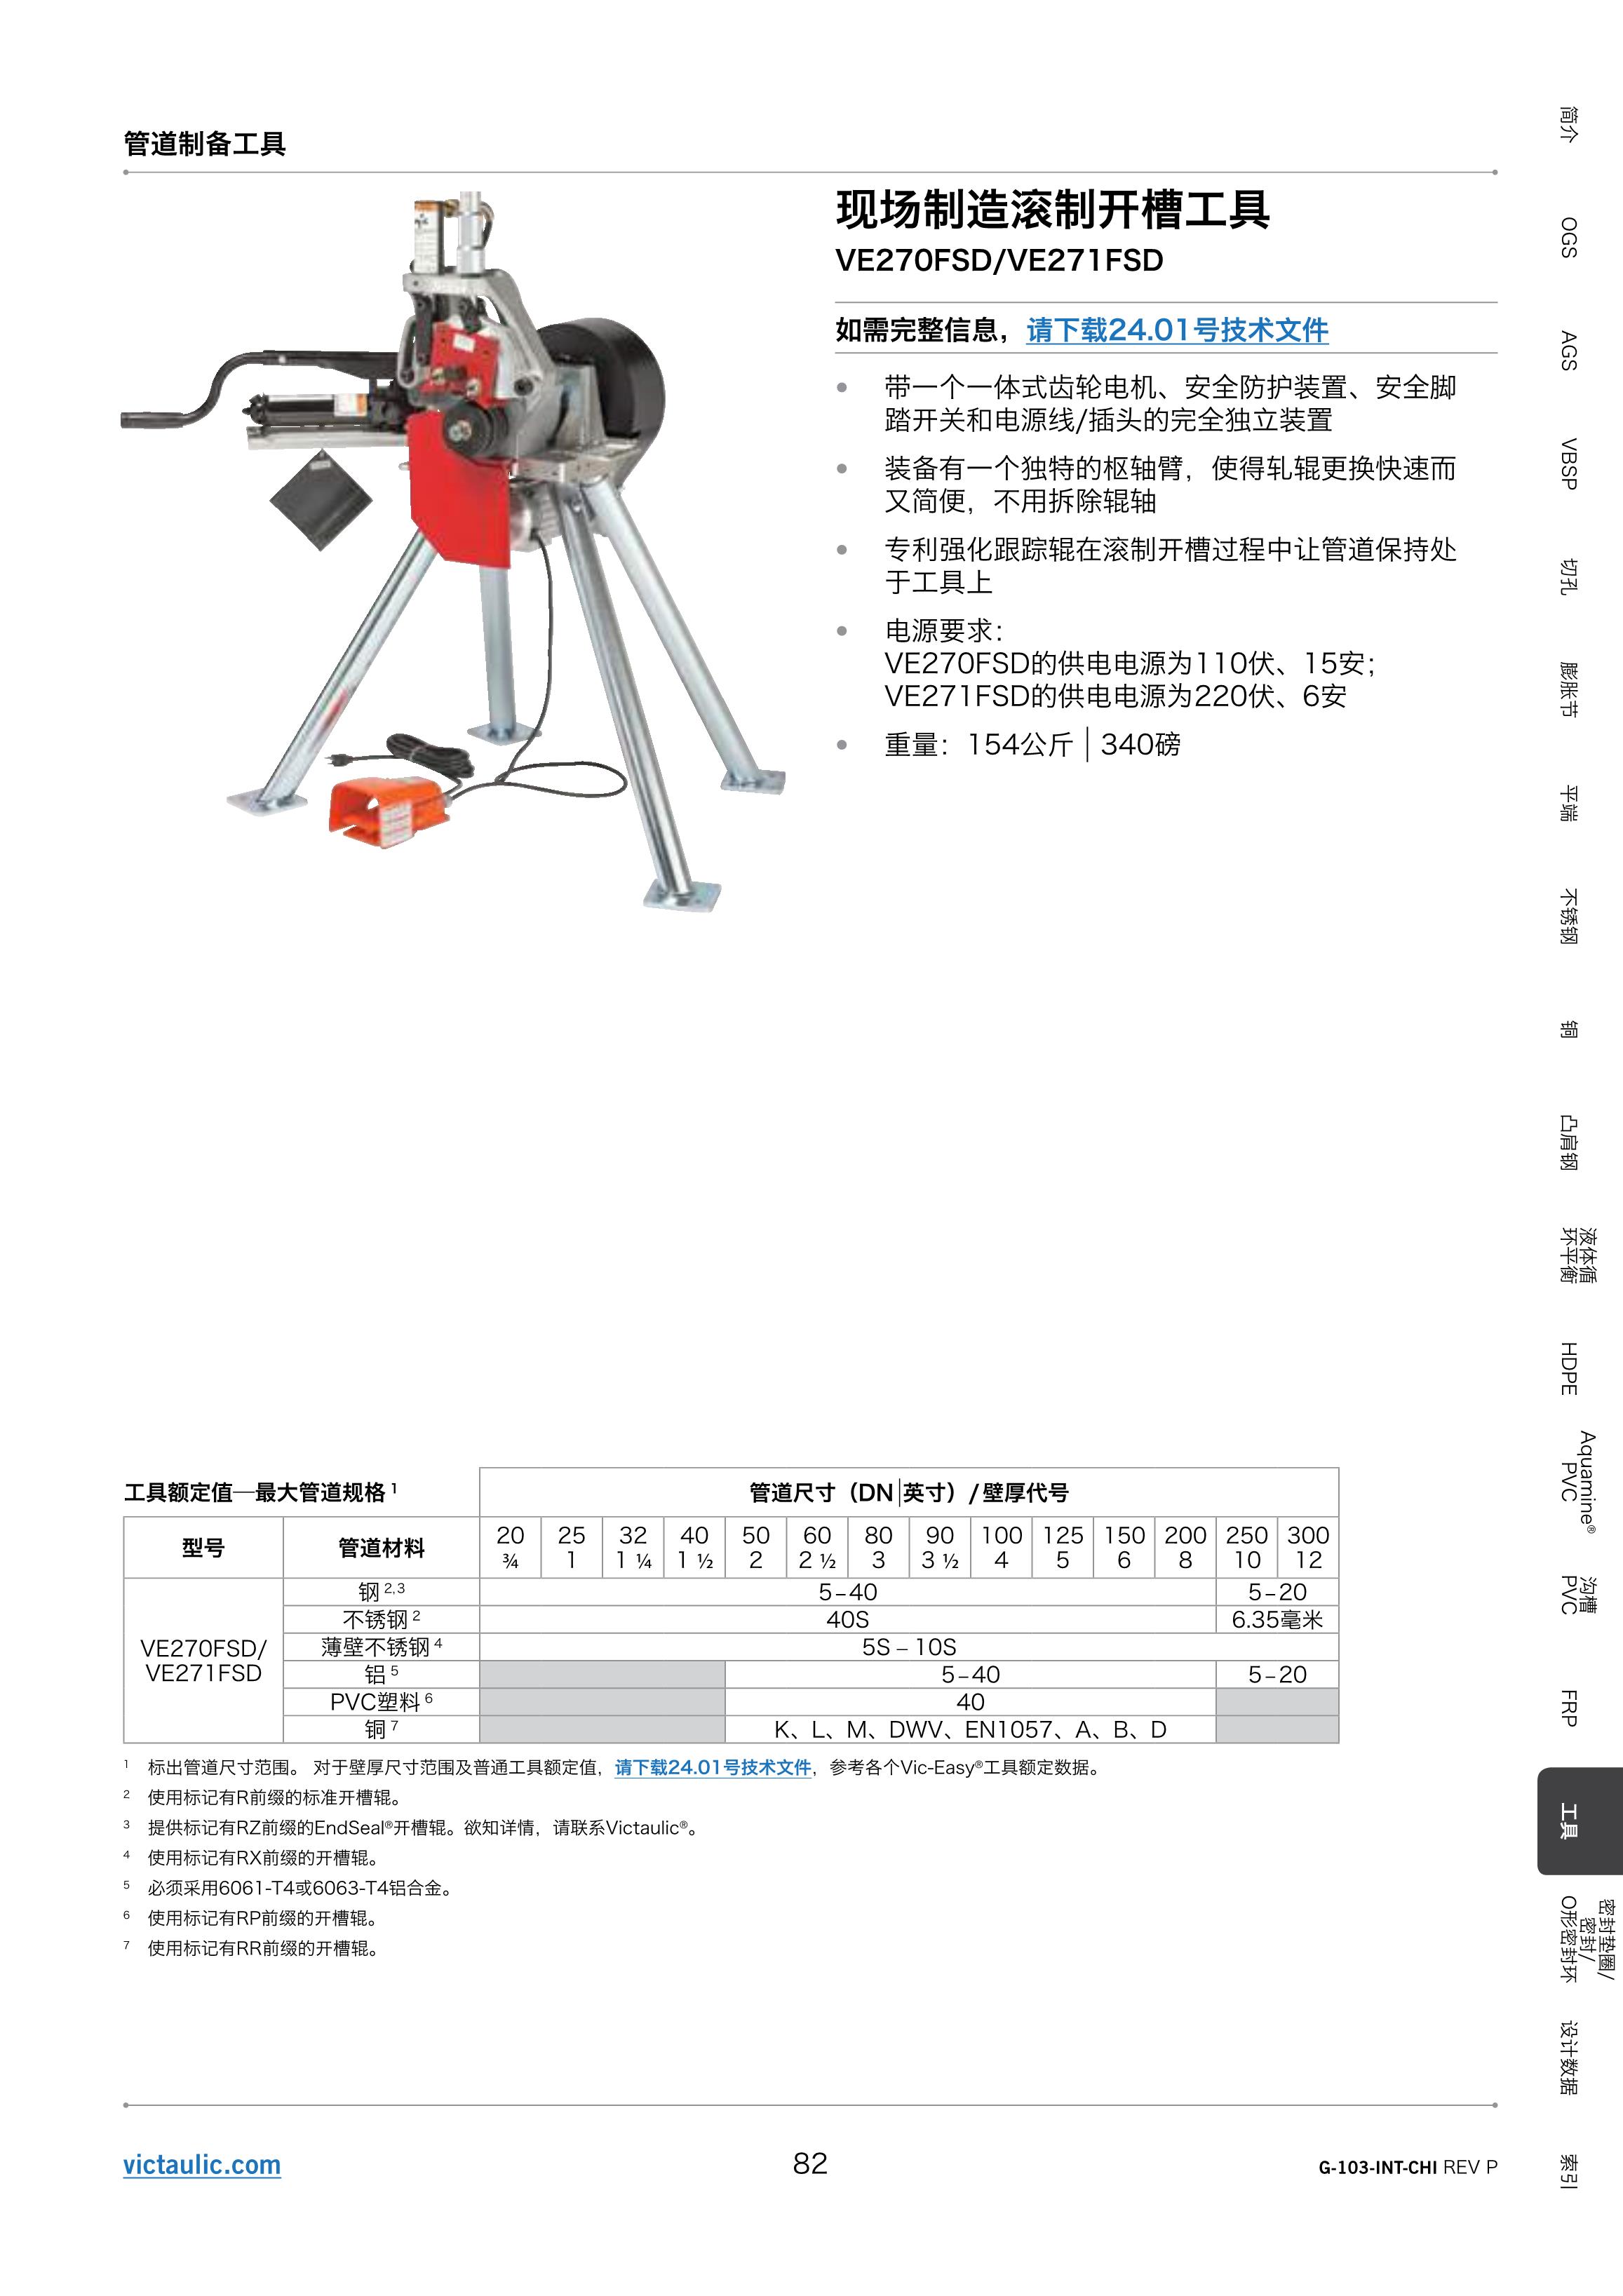 管道制备工具
现场制造滚制开槽工具
VE270FSD/VE271FSD
如需完整信息，请下载24.01号技术文件
• 带一个一体式齿轮电机、安全防护装置、安全脚
踏开关和电源线/插头的完全独立装置
• 装备有一个独特的枢轴臂，使得轧辊更换快速而
又简便，不用拆除辊轴
• 专利强化跟踪辊在滚制开槽过程中让管道保持处
于工具上
• 电源要求：
VE270FSD的供电电源为110伏、15安；
VE271FSD的供电电源为220伏、6安
• 重量：154公斤 | 340磅
工具额定值—最大管道规格 1
管道尺寸（DN|英寸）/ 壁厚代号
型号 管道材料 20 25 32 40 50 60 80 90 100 125 150 200 250 300
¾ 1 1 ¼ 1 ½ 2 2 ½ 3 3 ½ 4 5 6 8 10 12
VE270FSD/
VE271FSD
钢 2,3 5–40 5–20
不锈钢 2 40S 6.35毫米
薄壁不锈钢 4 5S – 10S
铝 5 5–40 5–20
PVC塑料 6 40
铜 7 K、L、M、DWV、EN1057、A、B、D
1 标出管道尺寸范围。 对于壁厚尺寸范围及普通工具额定值，请下载24.01号技术文件，参考各个Vic-Easy®工具额定数据。
2 使用标记有R前缀的标准开槽辊。
3 提供标记有RZ前缀的EndSeal®开槽辊。欲知详情，请联系Victaulic®。
4 使用标记有RX前缀的开槽辊。
5 必须采用6061-T4或6063-T4铝合金。
6 使用标记有RP前缀的开槽辊。
7 使用标记有RR前缀的开槽辊。
victaulic.com
82
G-103-INT-CHI REV P
简介
OGS
AGS
VBSP
切孔
膨胀节
平端
不锈钢
铜
凸肩钢
液体循
环平衡
HDPE
Aquamine®
PVC
沟槽
PVC
FRP
工具
密封垫圈/
密封/
O形密封环
设计数据
索引